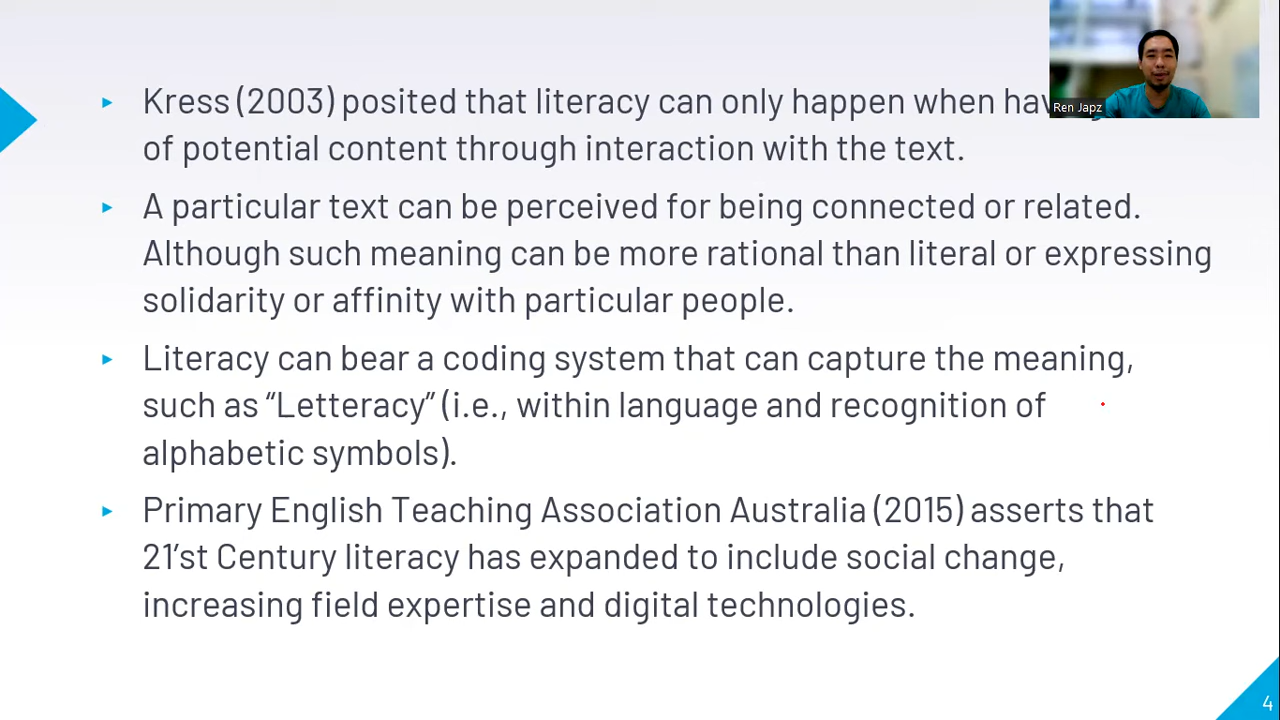 Kress (2003) posited that literacy can only happen when
of potential content through interaction with the text.
A particular text can be perceived for being connected or related.
Although such meaning can be more rational than literal or expressing
solidarity or affinity with particular people.
Literacy can bear a coding system that can capture the meaning,
such as “Letteracy” (i.e., within language and recognition of
alphabetic symbols).
Primary English Teaching Association Australia (2015) asserts that
21’st Century literacy has expanded to include social change,
increasing field expertise and digital technologies.
Ren Japz
4